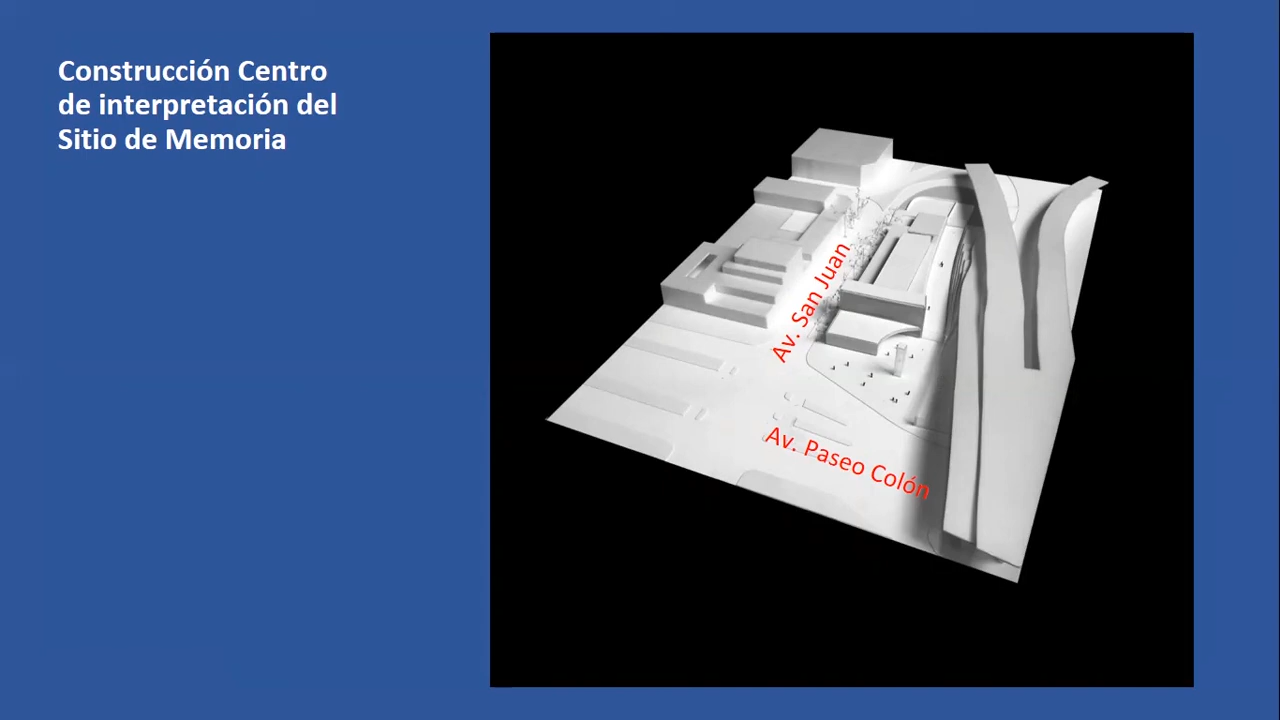 Construcción Centro
de interpretación del
Sitio de Memoria
Av. San Juan
Av. Paseo Colón